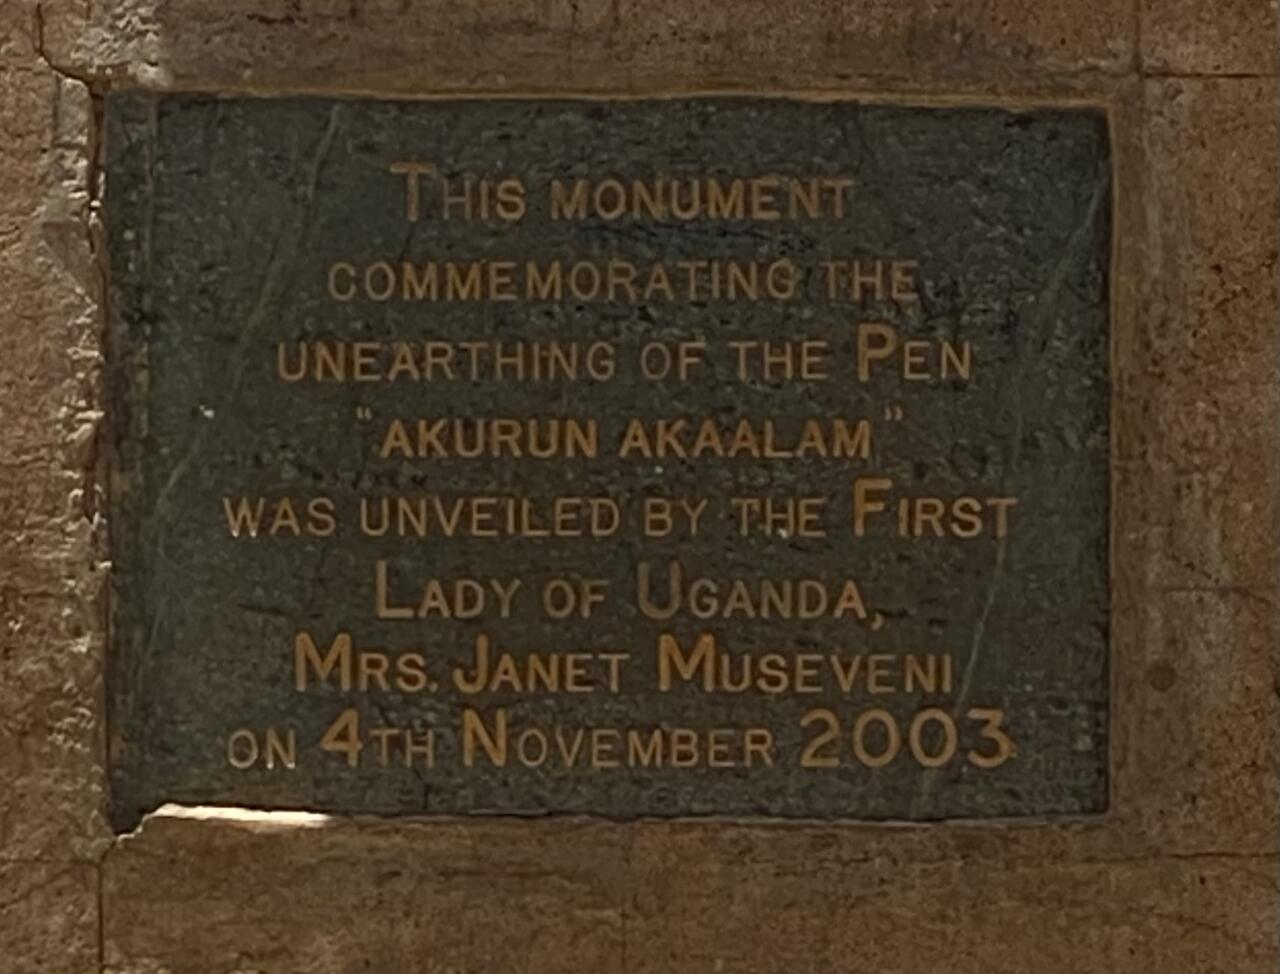 THIS MONUMENT
COMMEMORATING THE
UNEARTHING OF THE PEN
“AKURUN AKAALAM”
WAS UNVEILED BY THE FIRST
LADY OF UGANDA,
MRS. JANET MUSEVENI
ON 4TH NOVEMBER 2003